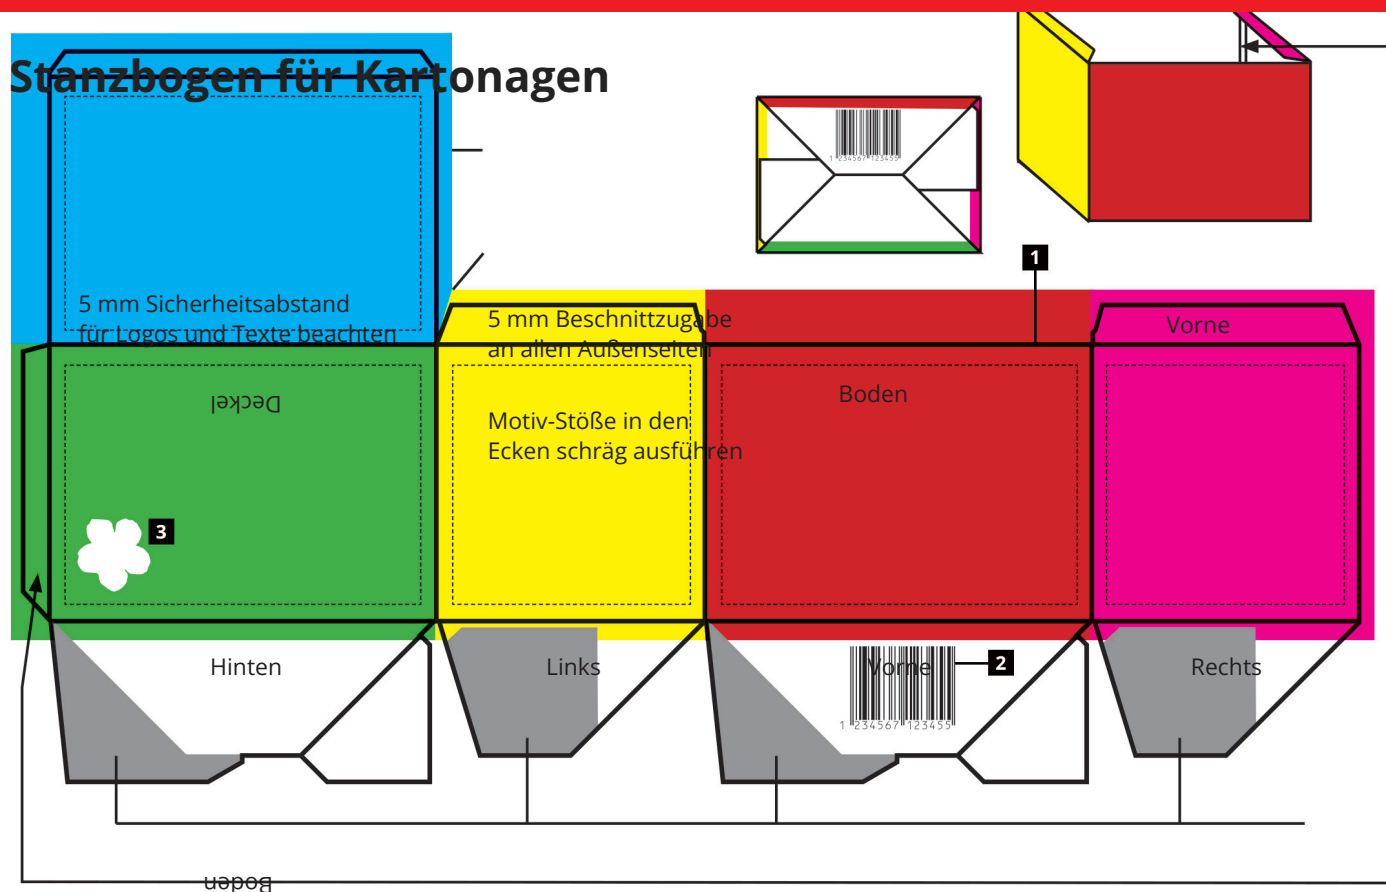 Stanzbogen für Kartonagen
1 234567 123455
1
5 mm Sicherheitsabstand
für Logos und Texte beachten
5 mm Beschnittzugabe
an allen Außenseiten
Vorne
Deckel
Boden
Motiv-Stöße in den
Ecken schräg ausführen
3
Hinten
Links
Vorne
2
Rechts
1 234567 123455
Boden